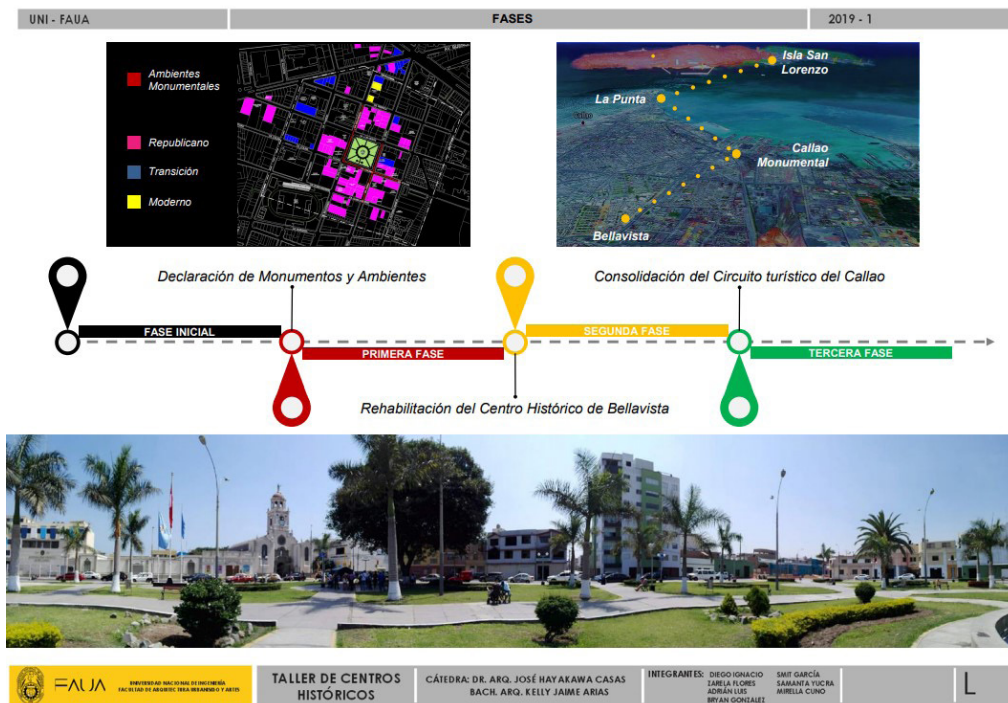 UNI - FAUA
FASES
2019 - 1
Ambientes
Monumentales
Republicano
Transición
Moderno
Isla San
Lorenzo
La Punta
Callao
Callao
Monumental
Bellavista
Declaración de Monumentos y Ambientes
Consolidación del Circuito turístico del Callao
FASE INICIAL
SEGUNDA FASE
PRIMERA FASE
TERCERA FASE
Rehabilitación del Centro Histórico de Bellavista
FAUA
UNIVERSIDAD NACIONAL DE INGENIERÍA
FACULTAD DE ARQUITECTURA URBANISMO Y ARTES
TALLER DE CENTROS
HISTÓRICOS
CÁTEDRA: DR. ARQ. JOSÉ HAYAKAWA CASAS
BACH. ARQ. KELLY JAIME ARIAS
INTEGRANTES: DIEGO IGNACIO
ZARELA FLORES
ADRIÁN LUIS
BRYAN GONZALEZ
SMIT GARCÍA
SAMANTA YUCRA
MIRELLA CUNO
L